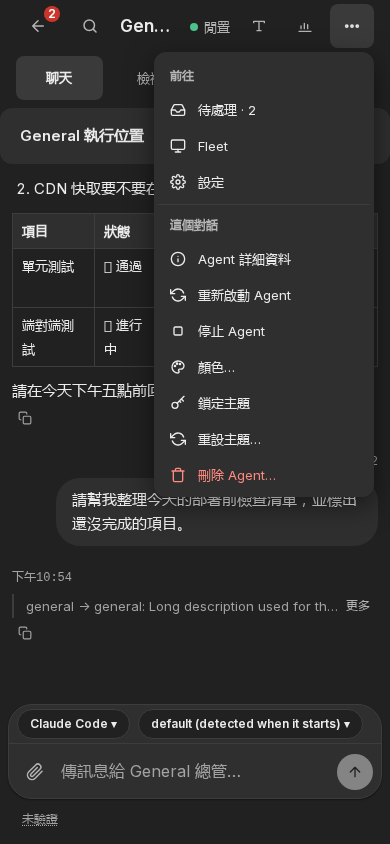 2
Gen…
閒置
聊天
General 執行位置
前往
待處理 · 2
Fleet
設定
這個對話
Agent 詳細資料
重新啟動 Agent
停止 Agent
顏色…
鎖定主題
重設主題…
刪除 Agent…
2. CDN 快取要不要在
項目 狀態
單元測試 通過
端對端測試 進行中
請在今天下午五點前回
2
請幫我整理今天的部署前檢查清單，並標出
還沒完成的項目。
下午10:54
general → general: Long description used for th… 更多
Claude Code ▾ default (detected when it starts) ▾
傳訊息給 General 總管…
未驗證